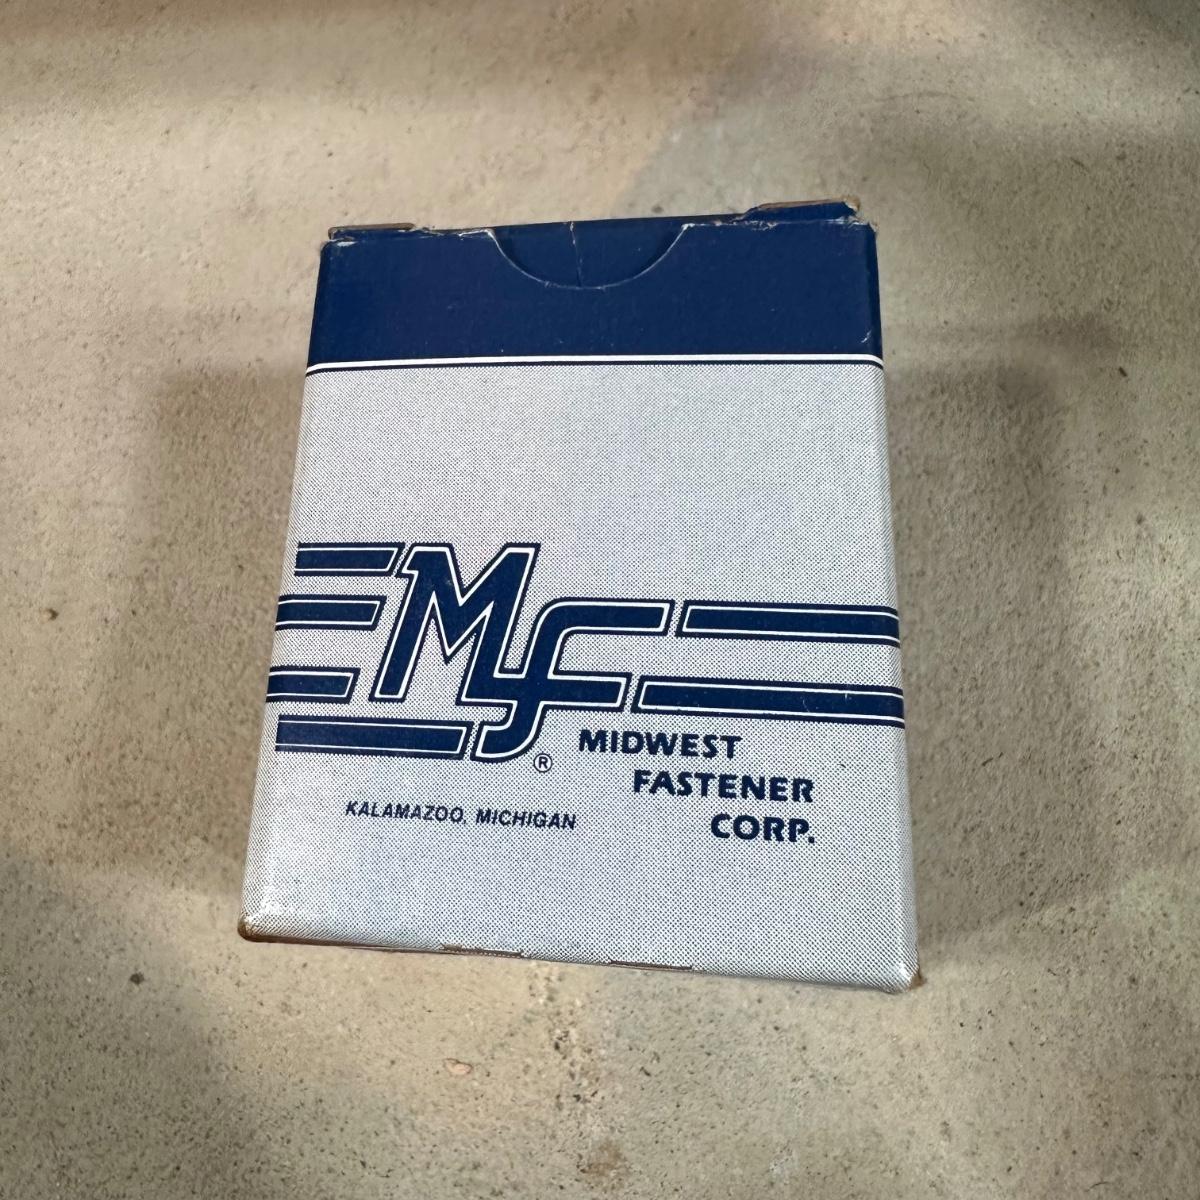 Mf
®
MIDWEST
FASTENER
CORP.
KALAMAZOO, MICHIGAN